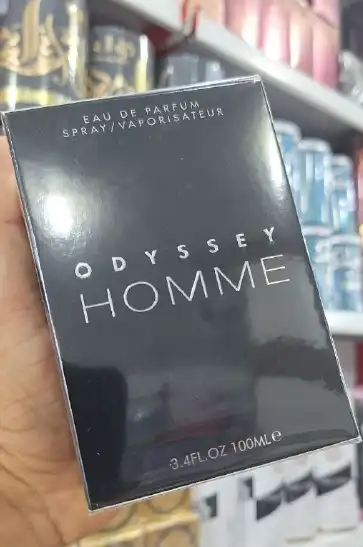 EAU DE PARFUM
SPRAY/VAPORISATEUR
ODYSSEY
HOMME
3.4FL.OZ 100ML℮